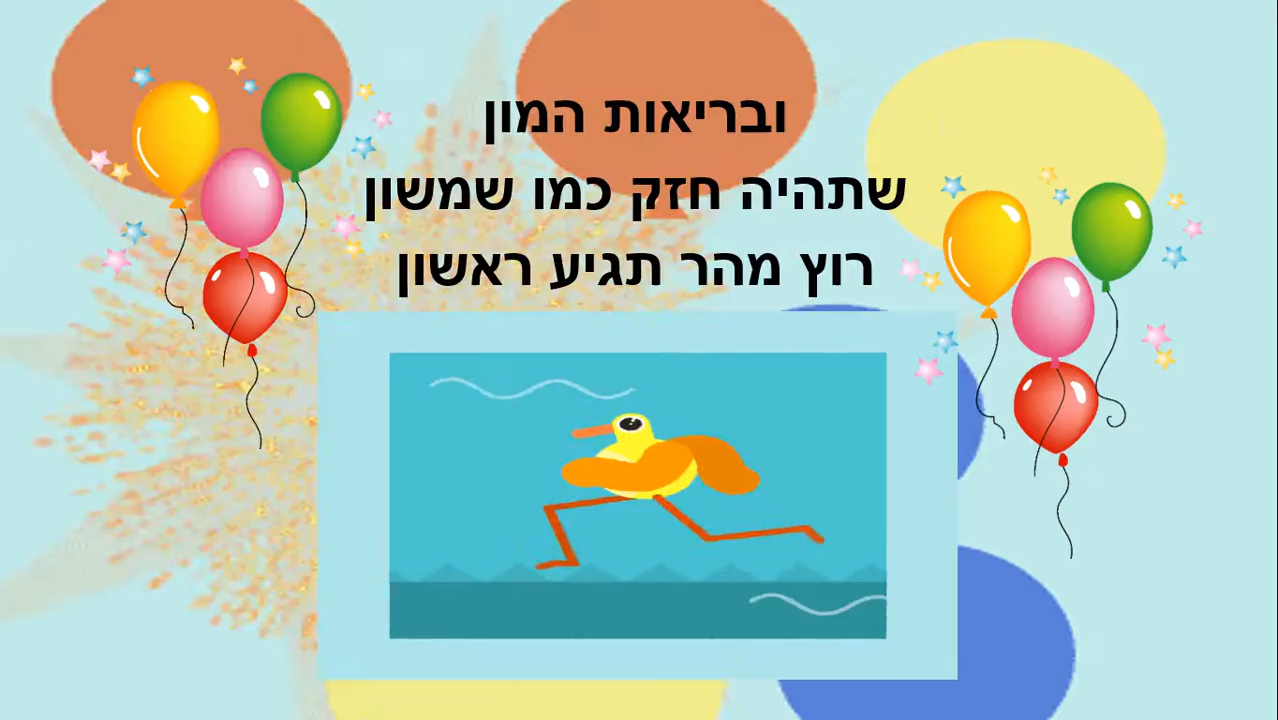 ובריאות המון
שתהיה חזק כמו שמשון
רוץ מהר תגיע ראשון